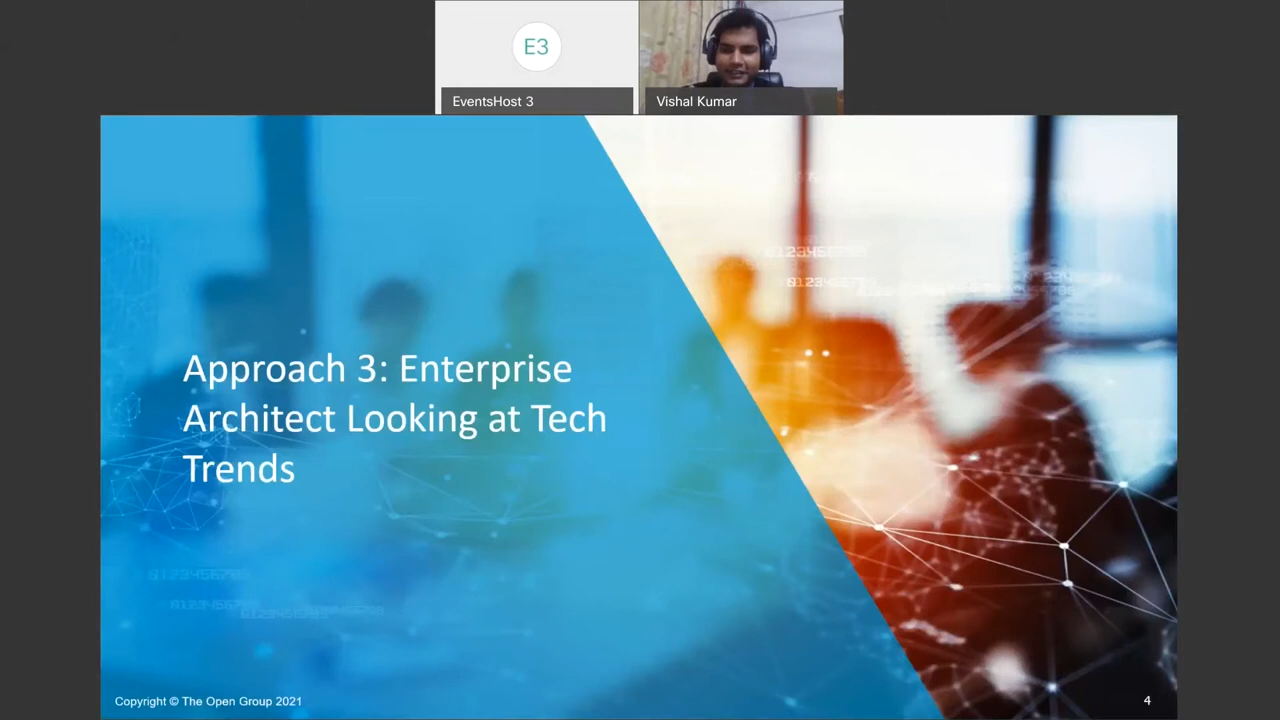 E3
EventsHost 3
Vishal Kumar
Approach 3: Enterprise
Architect Looking at Tech
Trends
Copyright © The Open Group 2021
4